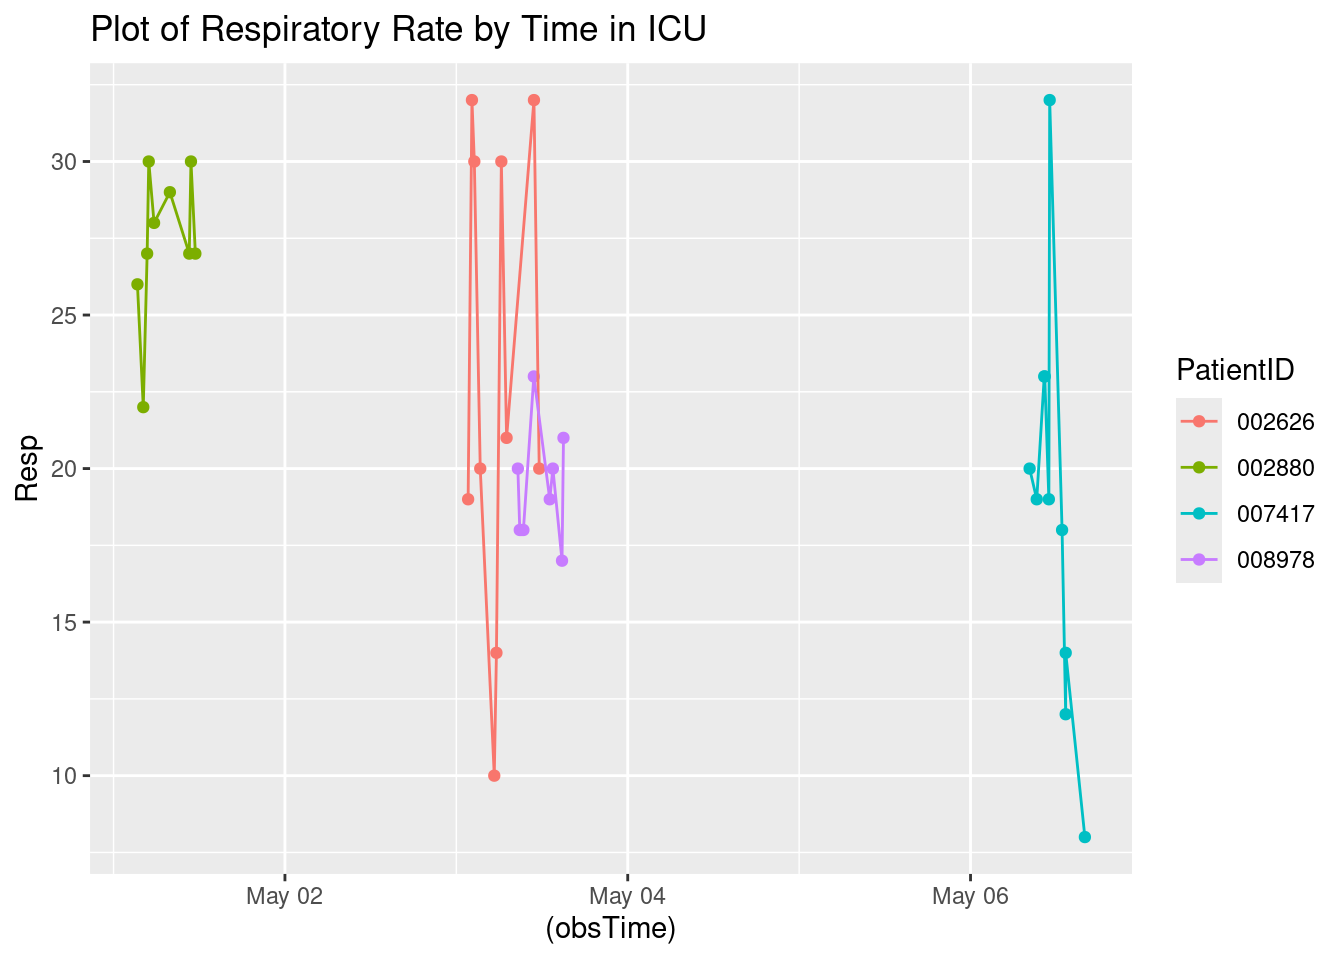 Plot of Respiratory Rate by Time in ICU
30
25
20
15
10
Resp
May 02
May 04
May 06
(obsTime)
PatientID
002626
002880
007417
008978